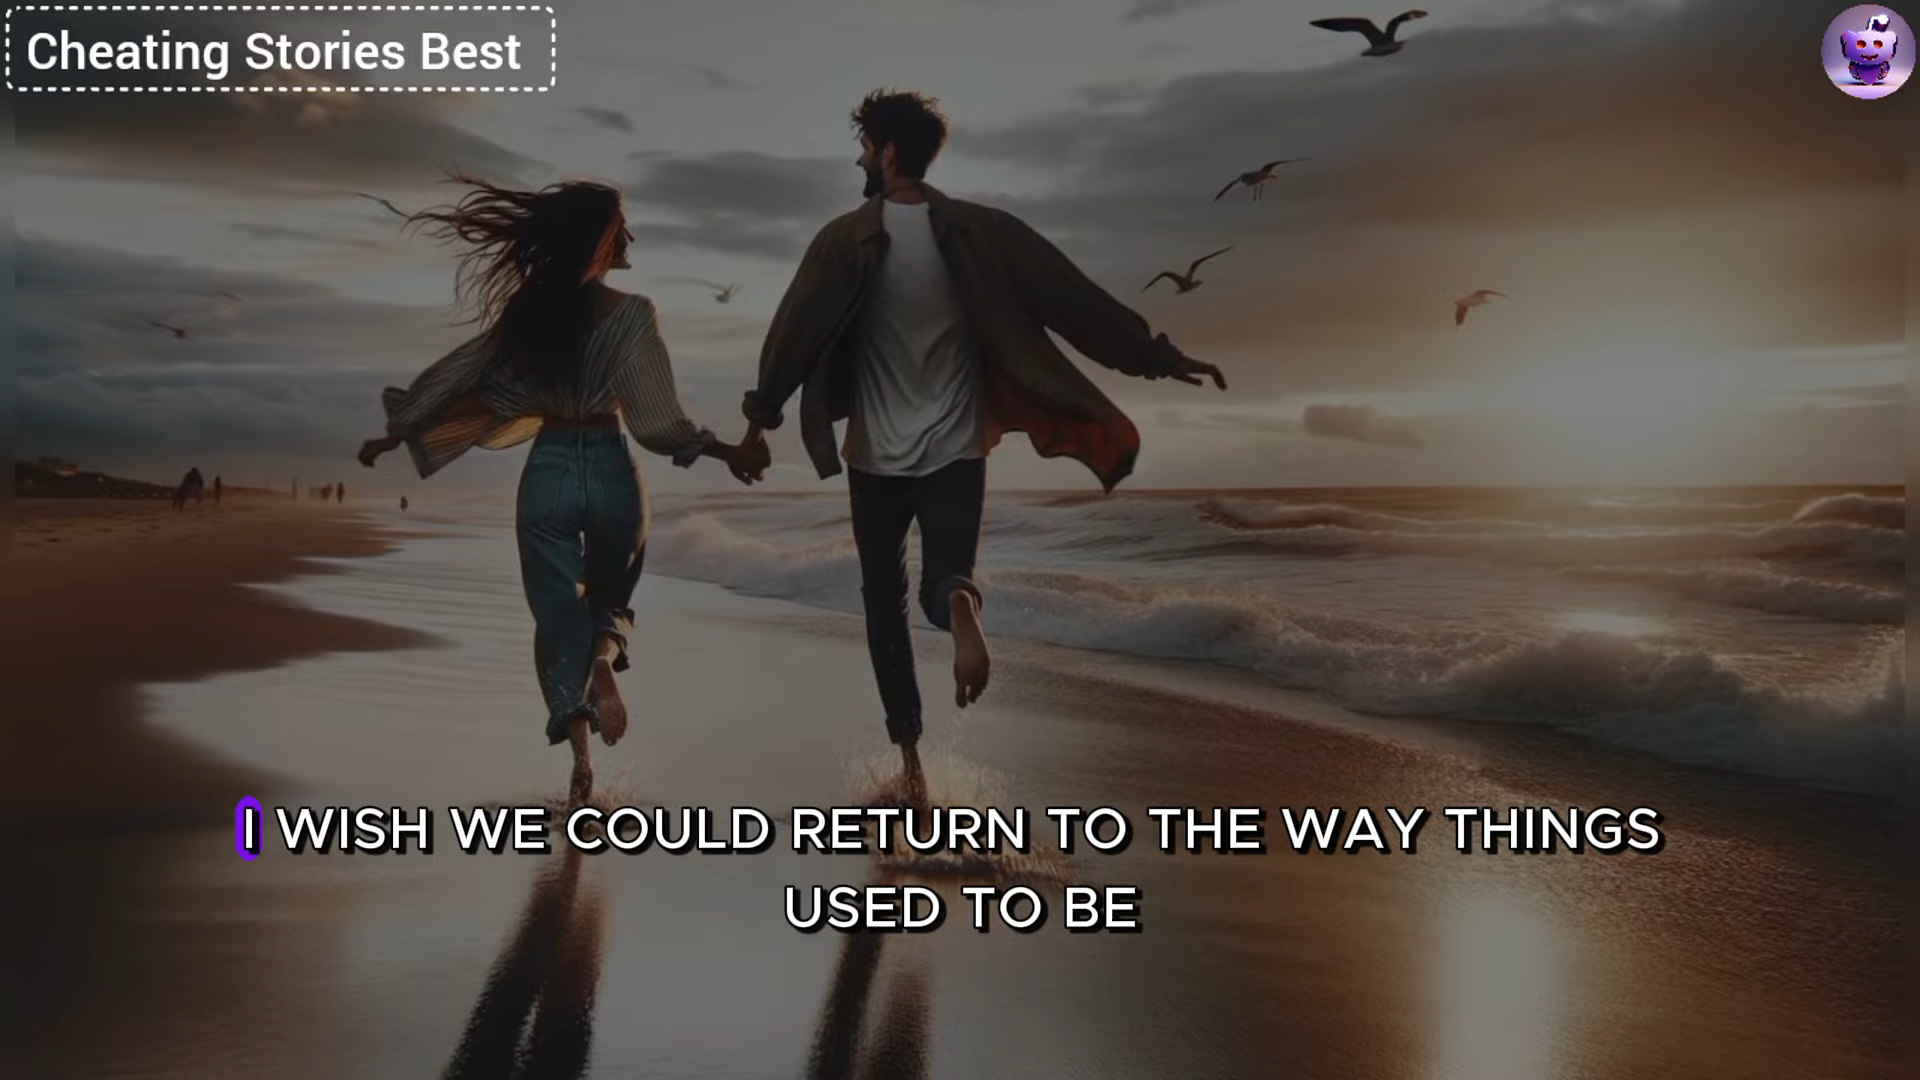 Cheating Stories Best
I WISH WE COULD RETURN TO THE WAY THINGS
USED TO BE